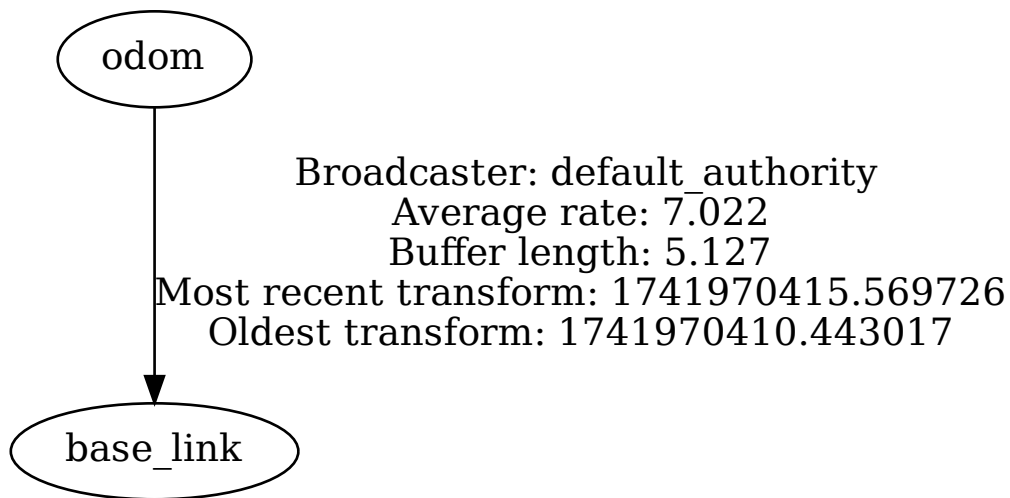 odom
Broadcaster: default_authority
Average rate: 7.022
Buffer length: 5.127
Most recent transform: 1741970415.569726
Oldest transform: 1741970410.443017
base_link